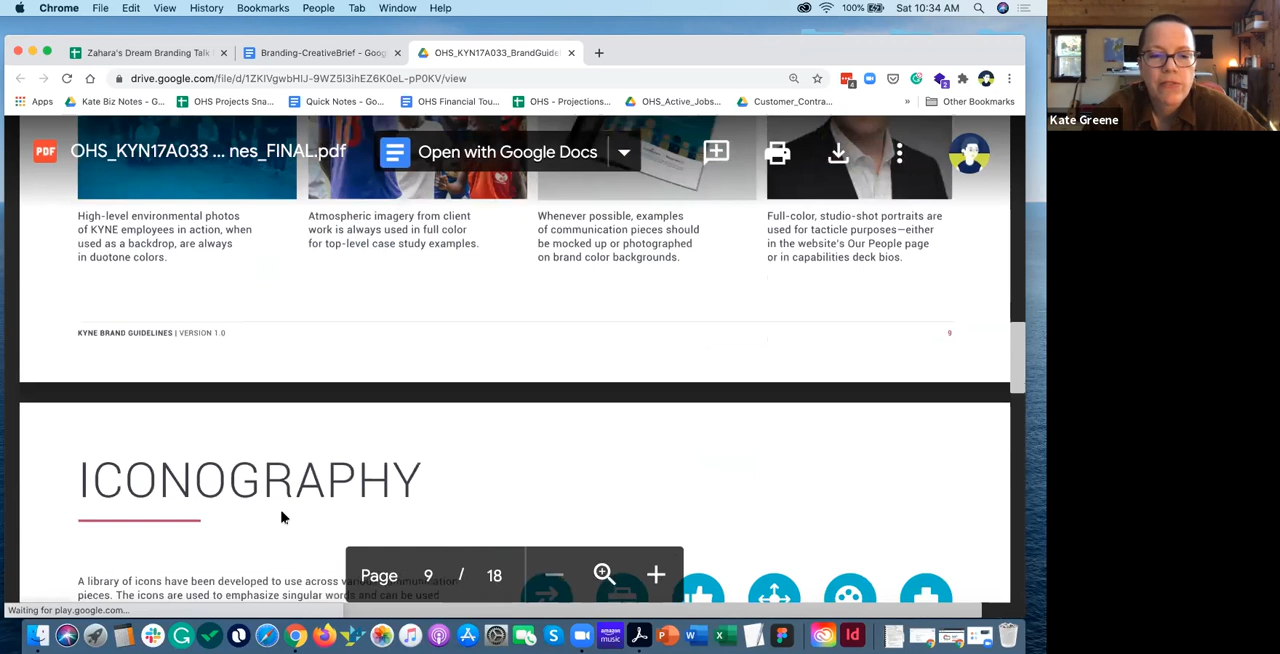 Chrome File Edit View History Bookmarks People Tab Window Help 100% Sat 10:34 AM
Zahara's Dream Branding Talk
Branding-CreativeBrief - Goog
OHS_KYN17A033_BrandGuide
drive.google.com/file/d/1ZKIVgwbHIJ-9WZ5I3ihEZ6K0eL-pP0KV/view
Apps Kate Biz Notes - G... OHS Projects Sna... Quick Notes - Go... OHS Financial Tou... OHS - Projections... OHS_Active_Jobs... Customer_Contra... » Other Bookmarks
Kate Greene
PDF OHS_KYN17A033 ... nes_FINAL.pdf Open with Google Docs
High-level environmental photos
of KYNE employees in action, when
used as a backdrop, are always
in duotone colors.
Atmospheric imagery from client
work is always used in full color
for top-level case study examples.
Whenever possible, examples
of communication pieces should
be mocked up or photographed
on brand color backgrounds.
Full-color, studio-shot portraits are
used for tacticle purposes—either
in the website's Our People page
or in capabilities deck bios.
KYNE BRAND GUIDELINES | VERSION 1.0 9
ICONOGRAPHY
A library of icons have been developed to use across various communication
pieces. The icons are used to emphasize singular words and can be used
Page 9 / 18
Waiting for play.google.com...
amazon music
Id